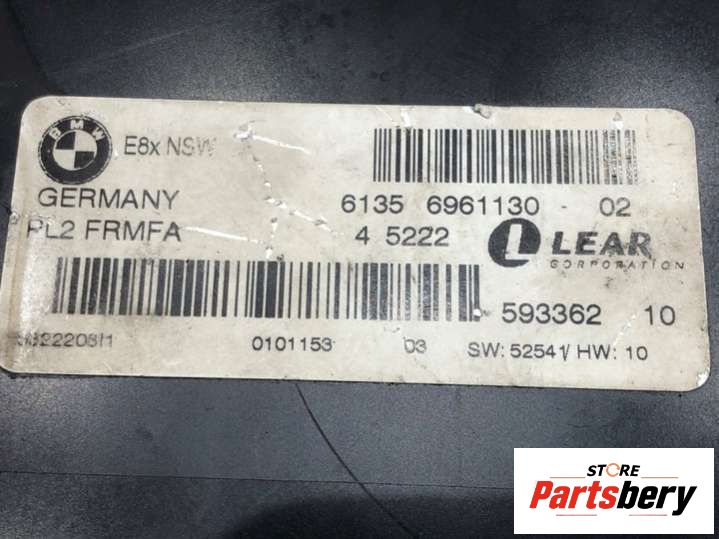 BMW
E8x NSW
GERMANY
6135 6961130 - 02
PL2 FRMFA
4 5222
LEAR
CORPORATION
593362 10
0101153
03
SW: 52541/ HW: 10
STORE
Partsbery